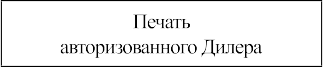 Печать
авторизованного Дилера